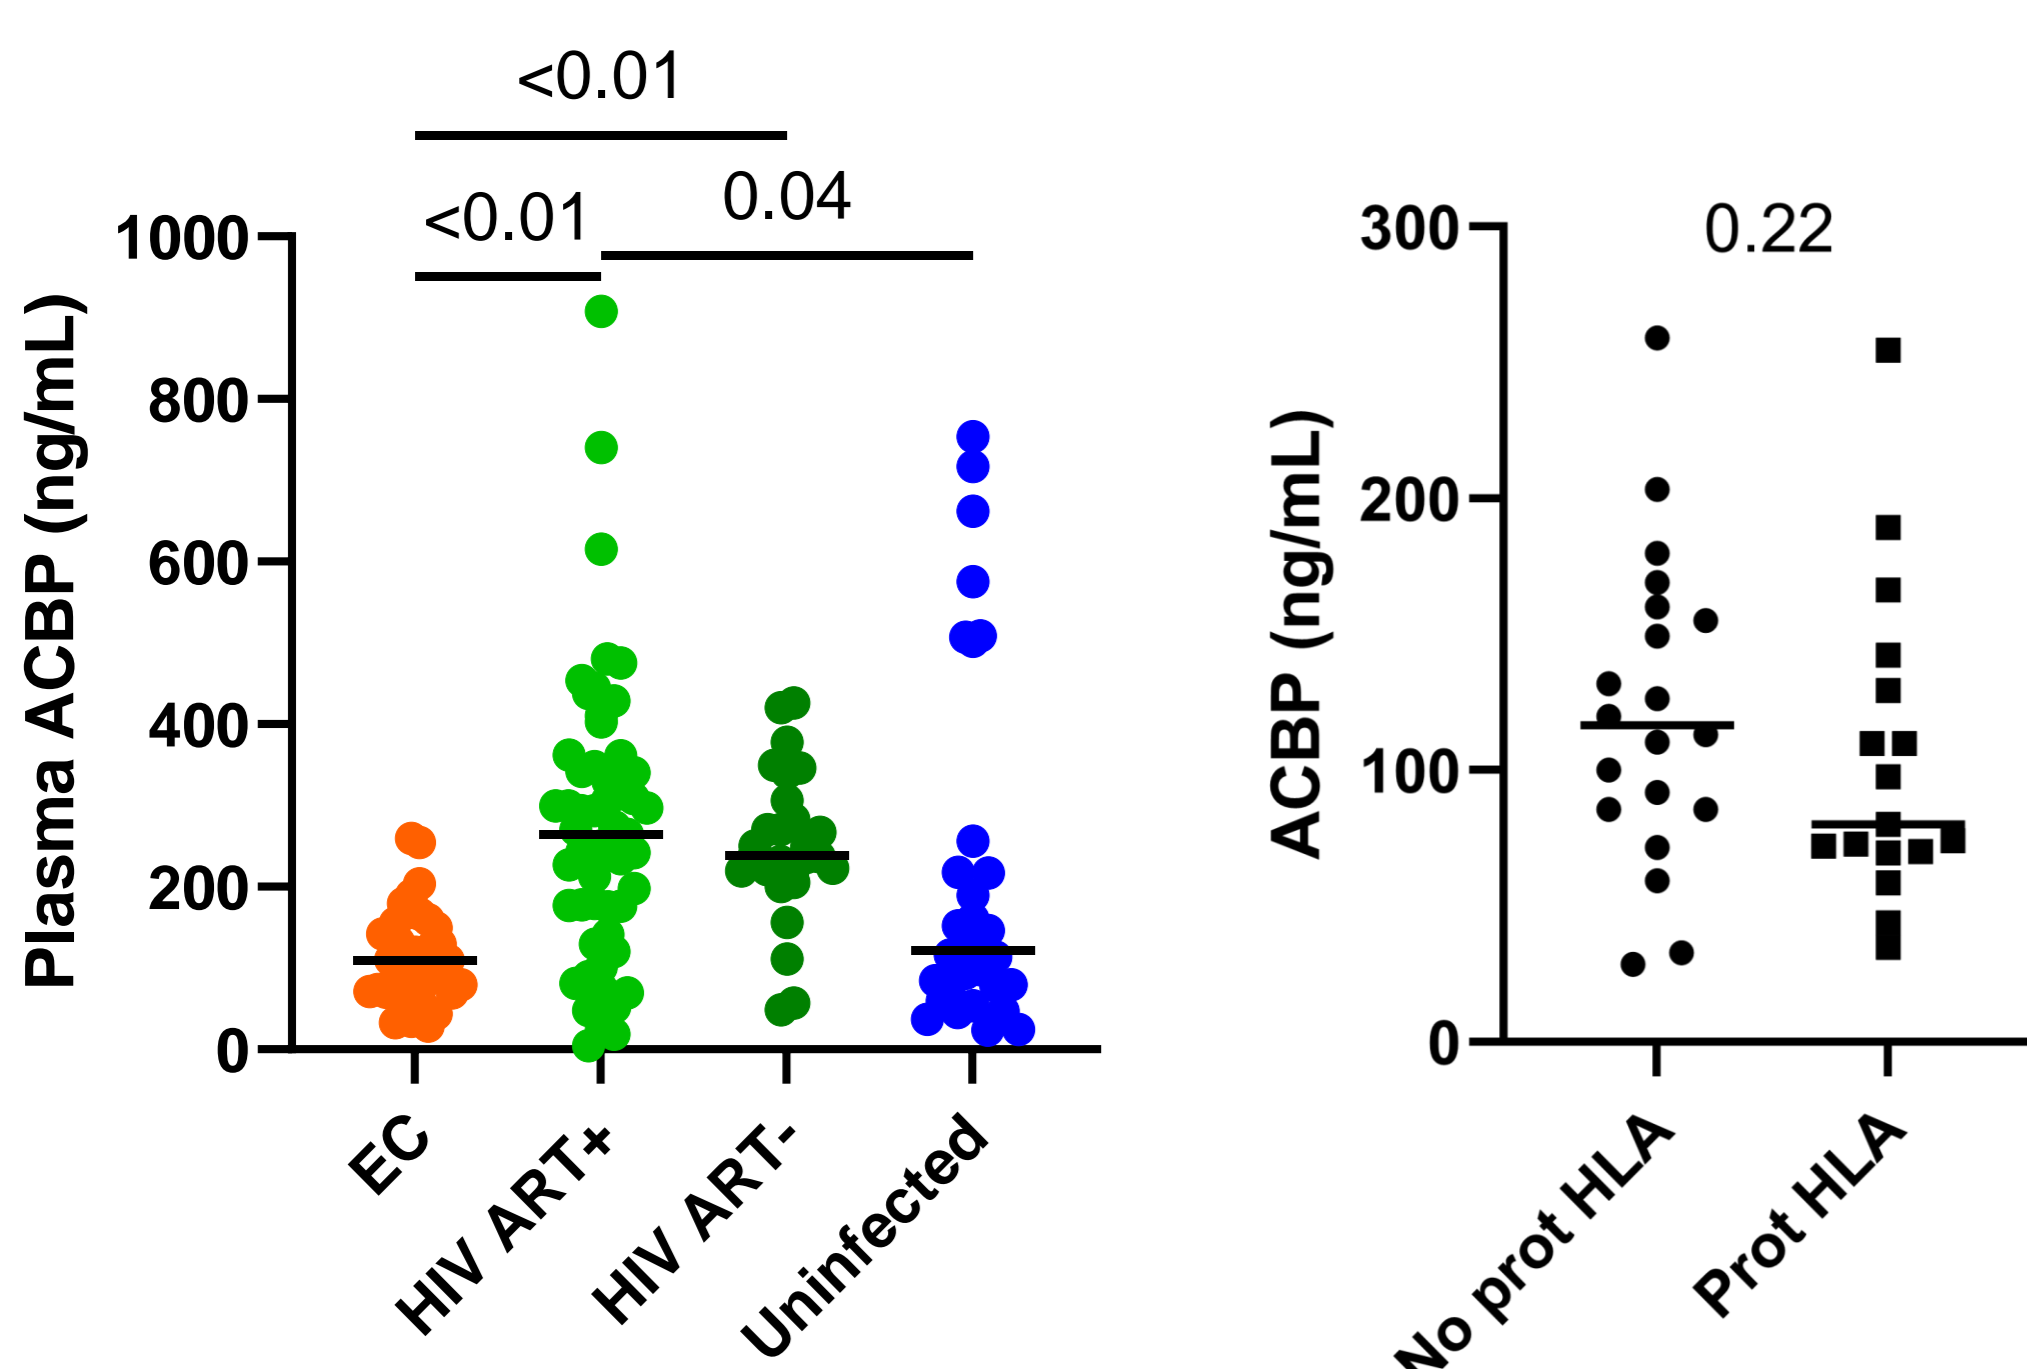 <0.01
<0.01
0.04
1000
800
600
400
200
0
Plasma ACBP (ng/mL)
EC
HIV ART+
HIV ART-
Uninfected
0.22
300
200
100
0
ACBP (ng/mL)
No prot HLA
Prot HLA